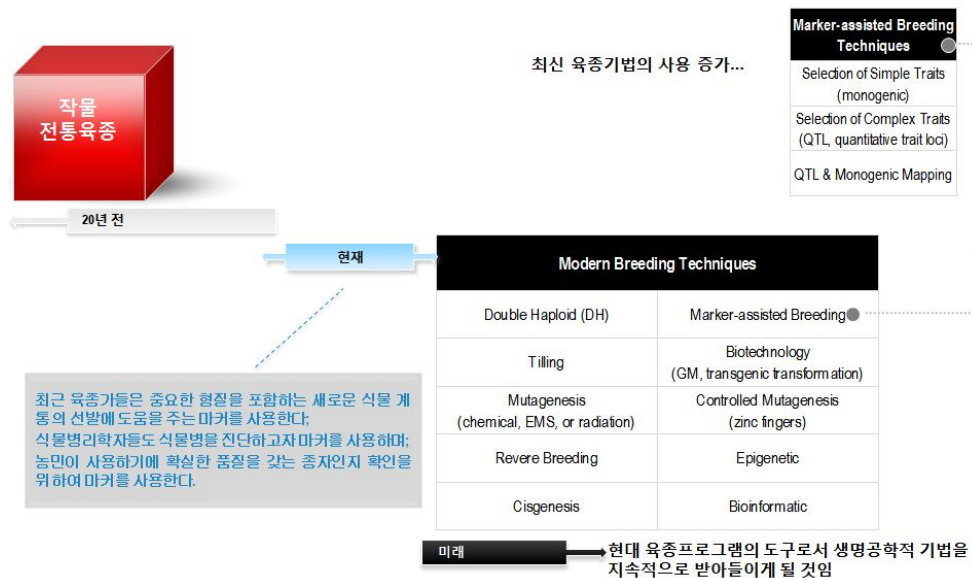 작물
전통육종
최신 육종기법의 사용 증가...
Marker-assisted Breeding
Techniques
Selection of Simple Traits
(monogenic)
Selection of Complex Traits
(QTL, quantitative trait loci)
QTL & Monogenic Mapping
20년 전
현재
Modern Breeding Techniques
Double Haploid (DH)
Marker-assisted Breeding
Tilling
Biotechnology
(GM, transgenic transformation)
Mutagenesis
(chemical, EMS, or radiation)
Controlled Mutagenesis
(zinc fingers)
Revere Breeding
Epigenetic
Cisgenesis
Bioinformatic
최근 육종가들은 중요한 형질을 포함하는 새로운 식물 계
통의 선발에 도움을 주는 마커를 사용한다;
식물병리학자들도 식물병을 진단하고자 마커를 사용하며;
농민이 사용하기에 확실한 품질을 갖는 종자인지 확인을
위하여 마커를 사용한다.
미래
현대 육종프로그램의 도구로서 생명공학적 기법을
지속적으로 받아들이게 될 것임